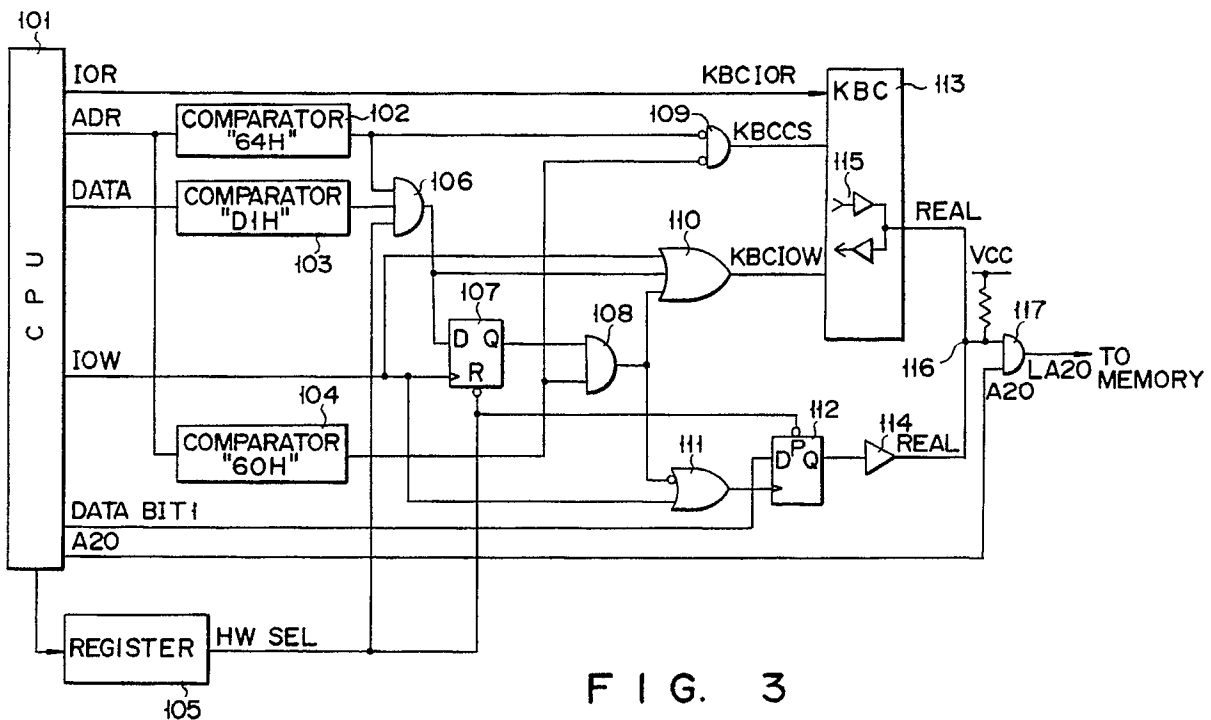 101
IOR
KBCIOR
KBC
113
ADR
COMPARATOR
"64H"
102
109
KBCCS
DATA
COMPARATOR
"D1H"
103
106
115
REAL
110
KBCIOW
VCC
117
CPU
107
D Q
R
108
IOW
116
A20
LA20
TO
MEMORY
104
COMPARATOR
"60H"
111
112
P
D Q
114
REAL
DATA BIT1
A20
REGISTER
HW SEL
105
FIG. 3